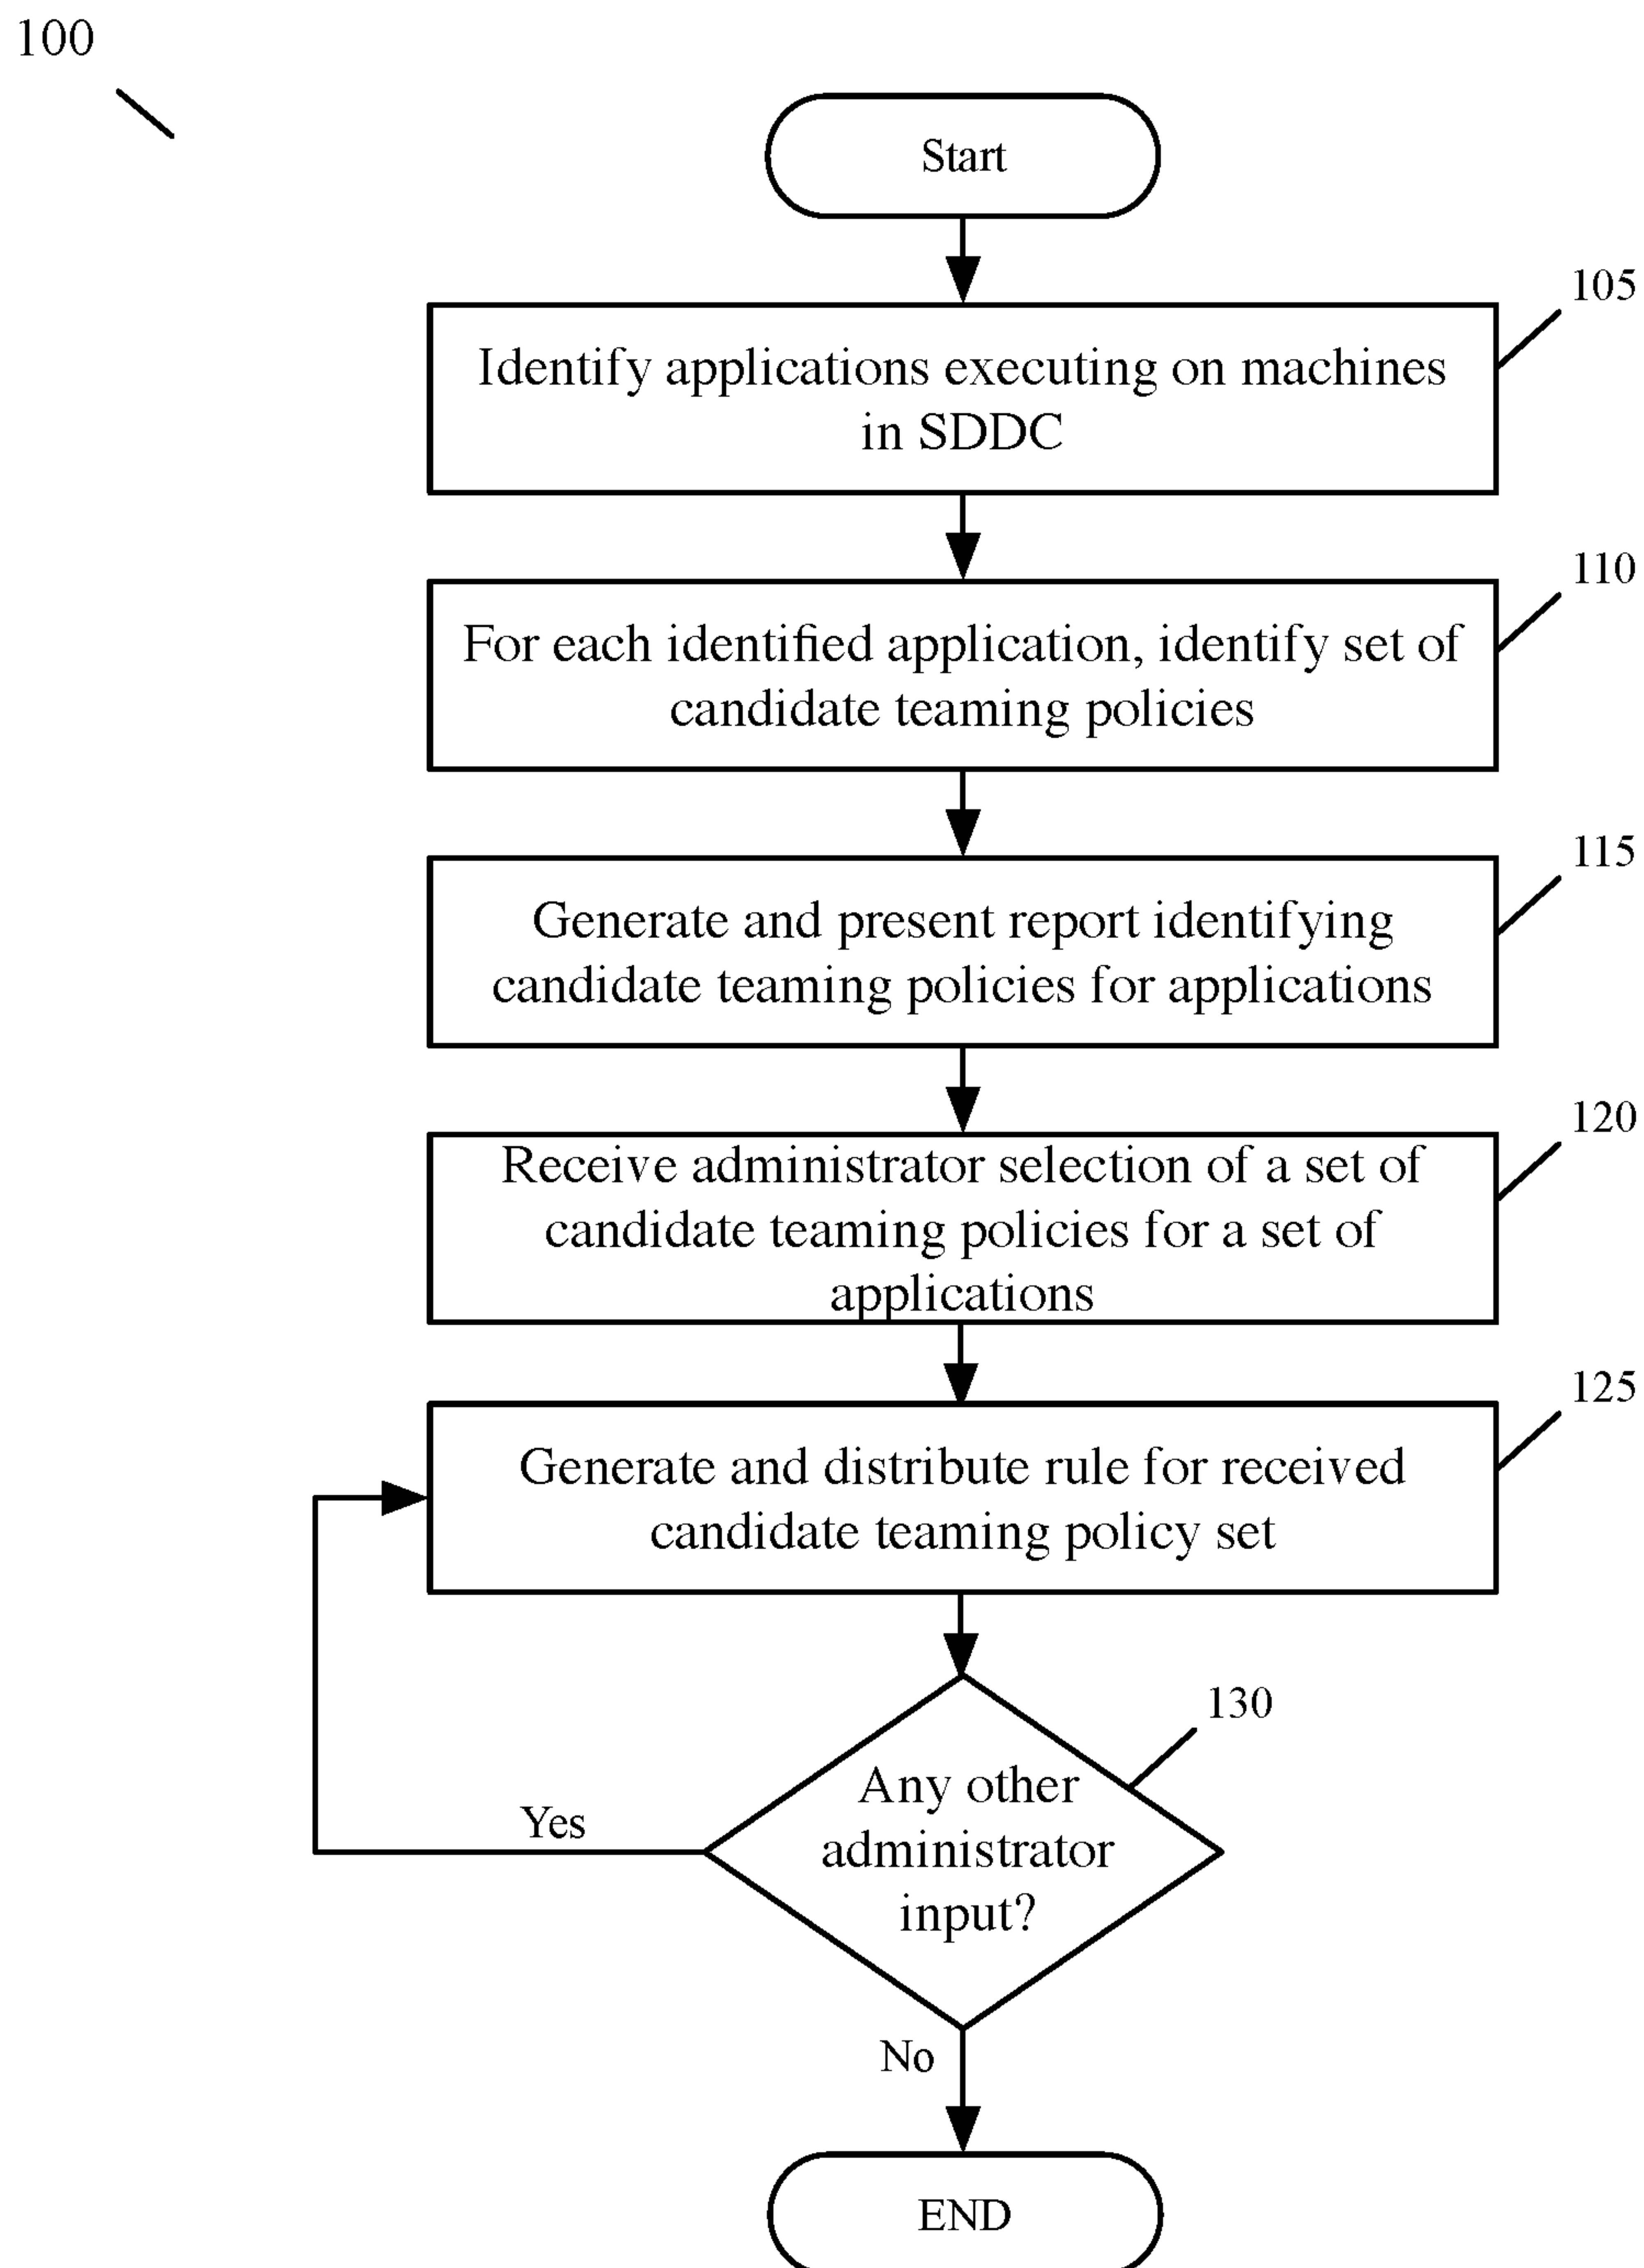 100
Start
105
Identify applications executing on machines
in SDDC
110
For each identified application, identify set of
candidate teaming policies
115
Generate and present report identifying
candidate teaming policies for applications
120
Receive administrator selection of a set of
candidate teaming policies for a set of
applications
125
Generate and distribute rule for received
candidate teaming policy set
130
Any other
administrator
input?
Yes
No
END